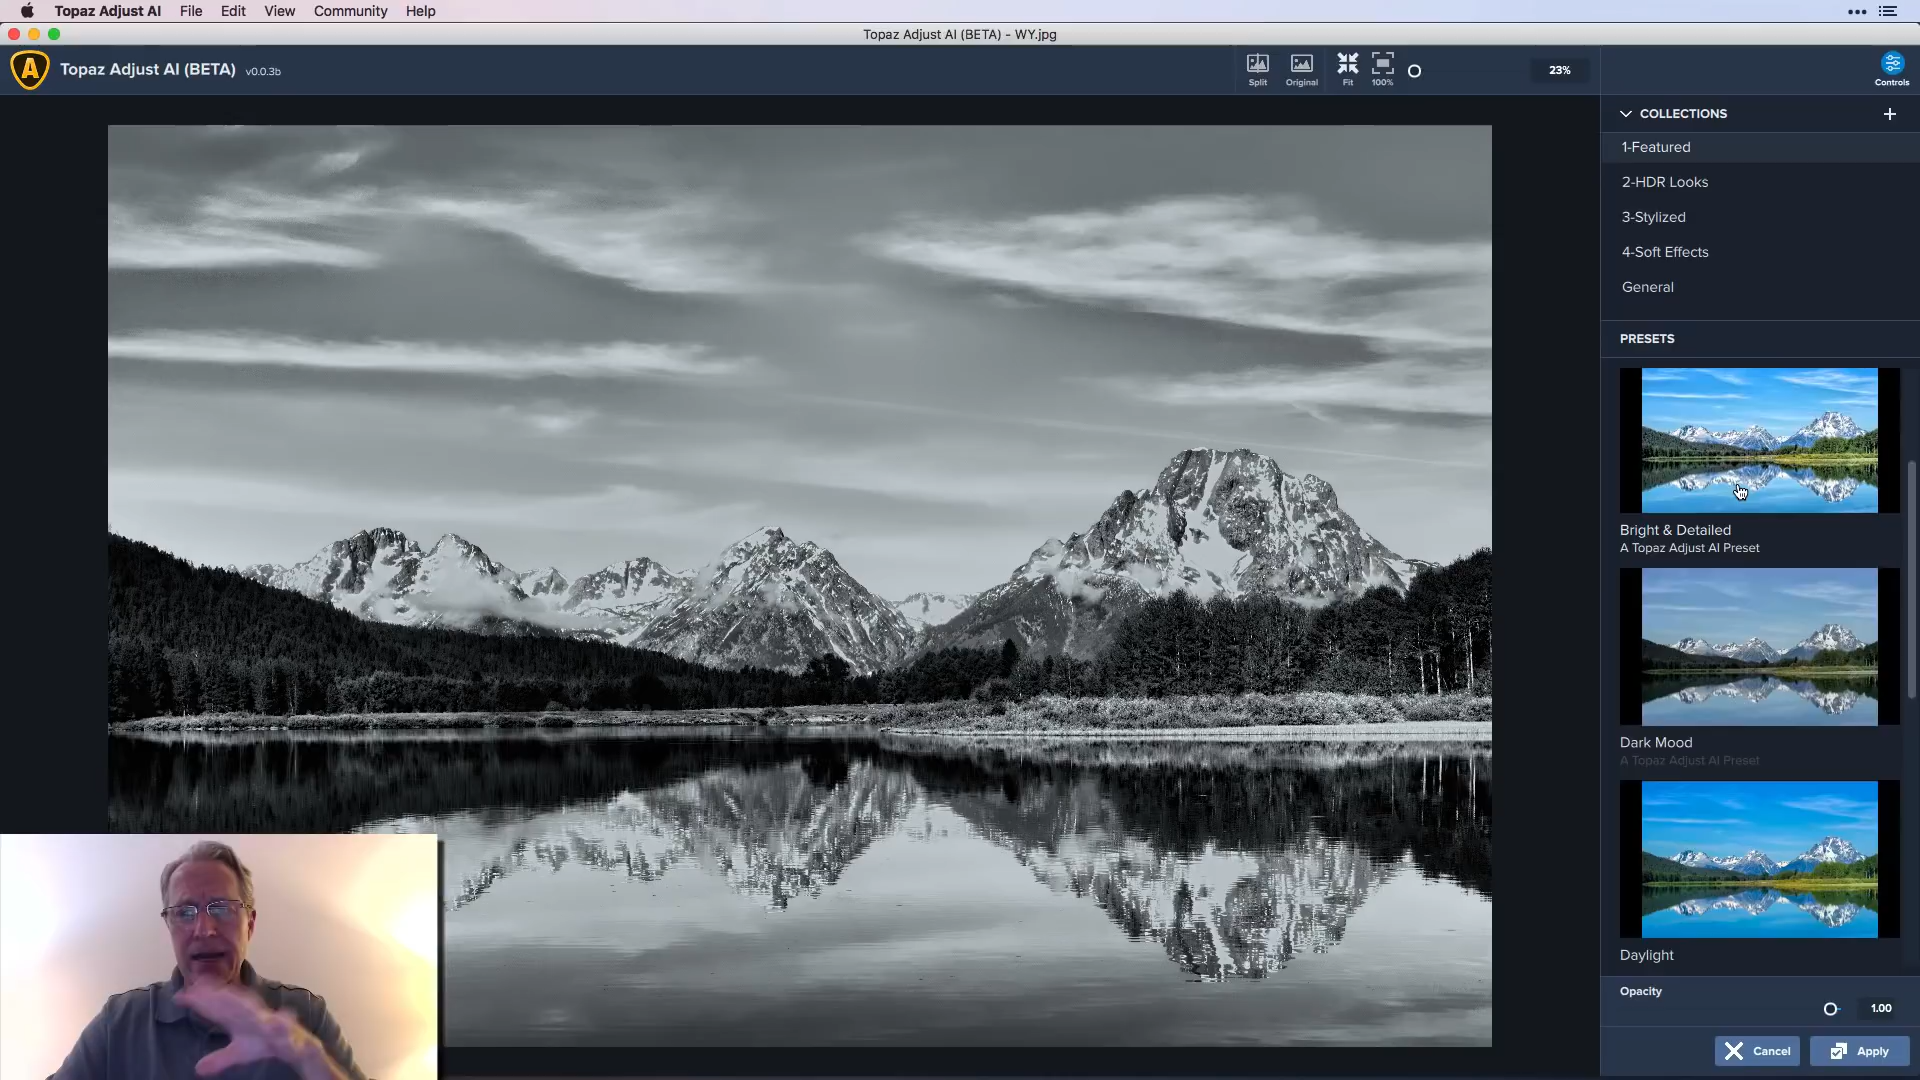 Topaz Adjust AI File Edit View Community Help
Topaz Adjust AI (BETA) - WY.jpg
A Topaz Adjust AI (BETA) v0.0.3b
Split Original Fit 100% 23% Controls
COLLECTIONS
1-Featured
2-HDR Looks
3-Stylized
4-Soft Effects
General
PRESETS
Bright & Detailed
A Topaz Adjust AI Preset
Dark Mood
A Topaz Adjust AI Preset
Daylight
Opacity
1.00
Cancel Apply